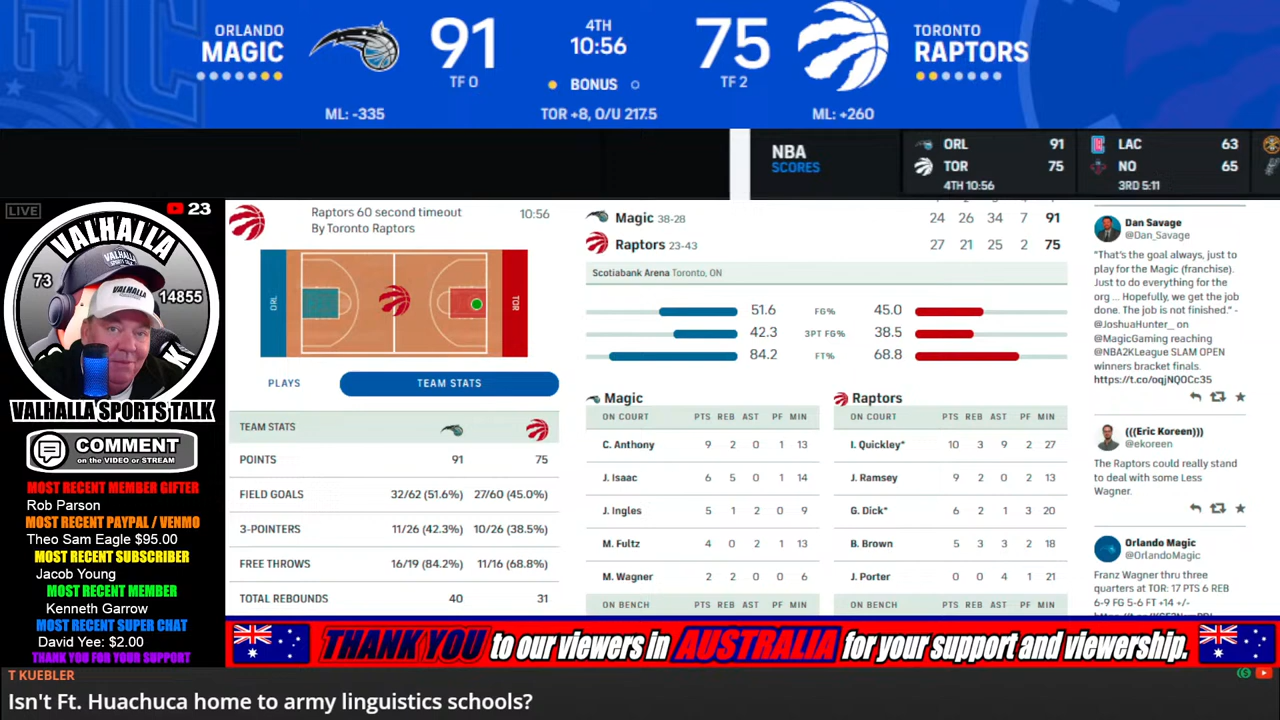 ORLANDO
MAGIC
91
TF 0
4TH
10:56
BONUS
75
TF 2
TORONTO
RAPTORS
ML: -335
TOR +8, O/U 217.5
ML: +260
NBA
SCORES
ORL 91
TOR 75
4TH 10:56
LAC 63
NO 65
3RD 5:11
LIVE
23
VALHALLA
VALHALLA
VALHALLA
73
14855
VALHALLA SPORTS TALK
COMMENT
on the VIDEO or STREAM
MOST RECENT MEMBER GIFTER
Rob Parson
MOST RECENT PAYPAL / VENMO
Theo Sam Eagle $95.00
MOST RECENT SUBSCRIBER
Jacob Young
MOST RECENT MEMBER
Kenneth Garrow
MOST RECENT SUPER CHAT
David Yee: $2.00
THANK YOU FOR YOUR SUPPORT
Raptors 60 second timeout 10:56
By Toronto Raptors
ORL
TOR
PLAYS
TEAM STATS
TEAM STATS
POINTS 91 75
FIELD GOALS 32/62 (51.6%) 27/60 (45.0%)
3-POINTERS 11/26 (42.3%) 10/26 (38.5%)
FREE THROWS 16/19 (84.2%) 11/16 (68.8%)
TOTAL REBOUNDS 40 31
Magic 38-28 24 26 34 7 91
Raptors 23-43 27 21 25 2 75
Scotiabank Arena Toronto, ON
51.6 FG% 45.0
42.3 3PT FG% 38.5
84.2 FT% 68.8
Magic
ON COURT PTS REB AST PF MIN
C. Anthony 9 2 0 1 13
J. Isaac 6 5 0 1 14
J. Ingles 5 1 2 0 9
M. Fultz 4 0 2 1 13
M. Wagner 2 2 0 0 6
ON BENCH PTS REB AST PF MIN
Raptors
ON COURT PTS REB AST PF MIN
I. Quickley* 10 3 9 2 27
J. Ramsey 9 2 0 2 13
G. Dick* 6 2 1 3 20
B. Brown 5 3 3 2 18
J. Porter 0 0 4 1 21
ON BENCH PTS REB AST PF MIN
Dan Savage
@Dan_Savage
"That's the goal always, just to
play for the Magic (franchise).
Just to do everything for the
org ... Hopefully, we get the job
done. The job is not finished." -
@JoshuaHunter_ on
@MagicGaming reaching
@NBA2KLeague SLAM OPEN
winners bracket finals.
https://t.co/oqjNQOCc35
(((Eric Koreen)))
@ekoreen
The Raptors could really stand
to deal with some Less
Wagner.
Orlando Magic
@OrlandoMagic
Franz Wagner thru three
quarters at TOR: 17 PTS 6 REB
6-9 FG 5-6 FT +14 +/-
THANK YOU to our viewers in AUSTRALIA for your support and viewership.
T KUEBLER
Isn't Ft. Huachuca home to army linguistics schools?